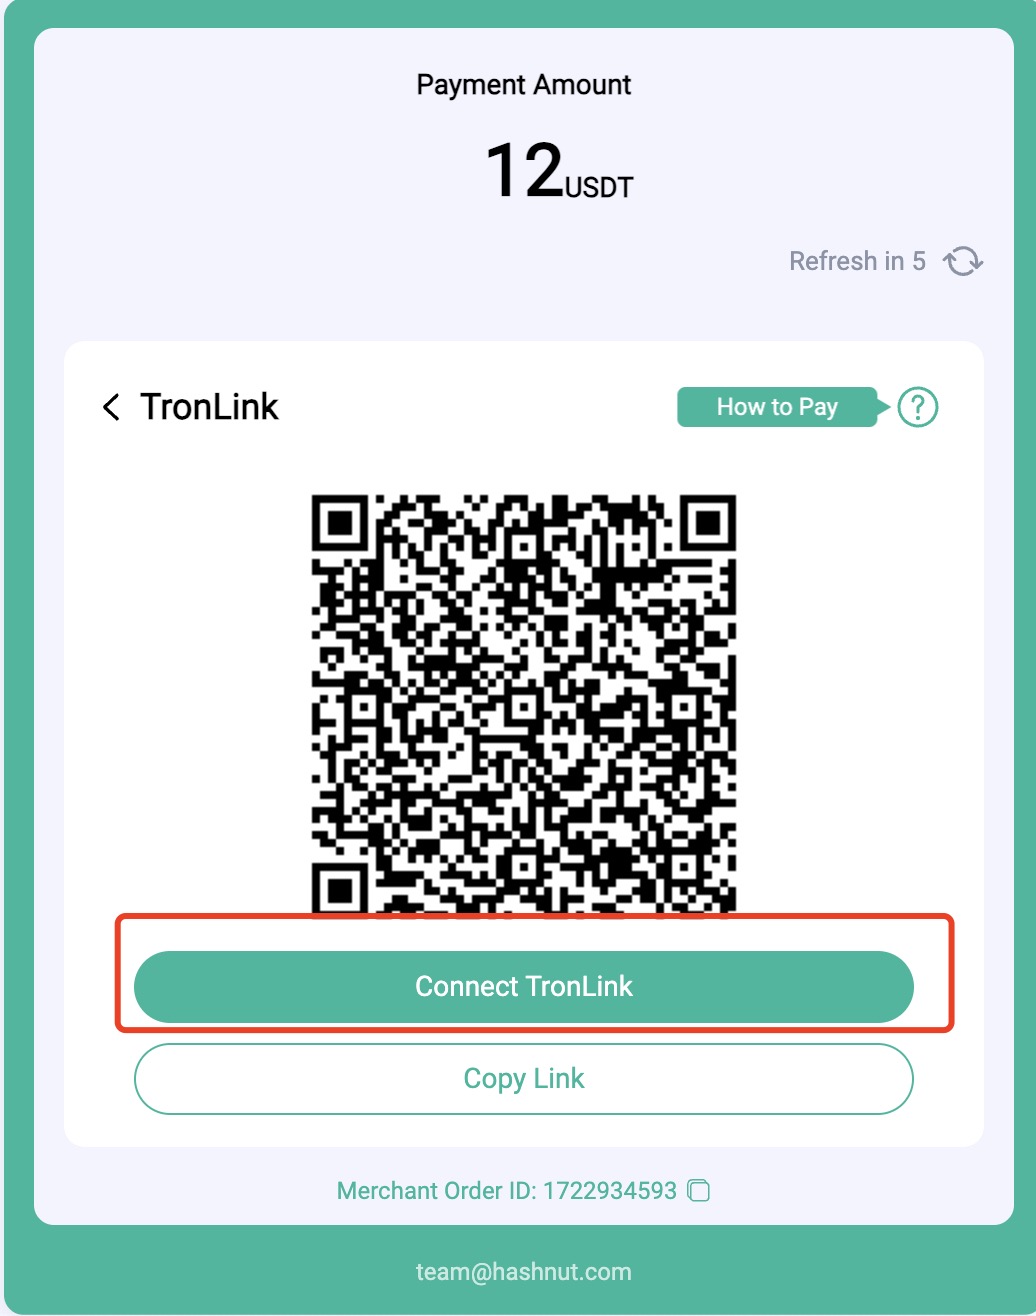 Payment Amount
12USDT
Refresh in 5
TronLink
How to Pay
?
Connect TronLink
Copy Link
Merchant Order ID: 1722934593
team@hashnut.com